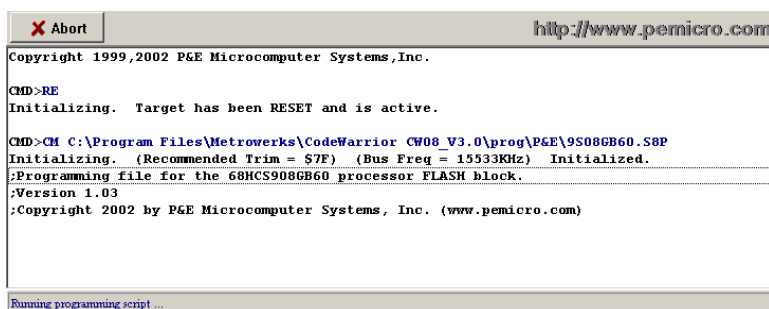 Abort
http://www.pemicro.com
Copyright 1999,2002 P&E Microcomputer Systems,Inc.
CMD>RE
Initializing.  Target has been RESET and is active.
CMD>CM C:\Program Files\Metrowerks\CodeWarrior CW08_V3.0\prog\P&E\9S08GB60.S8P
Initializing.  (Recommended Trim = $7F)  (Bus Freq = 15533KHz)  Initialized.
;Programming file for the 68HCS908GB60 processor FLASH block.
;Version 1.03
;Copyright 2002 by P&E Microcomputer Systems, Inc. (www.pemicro.com)
Running programming script ...